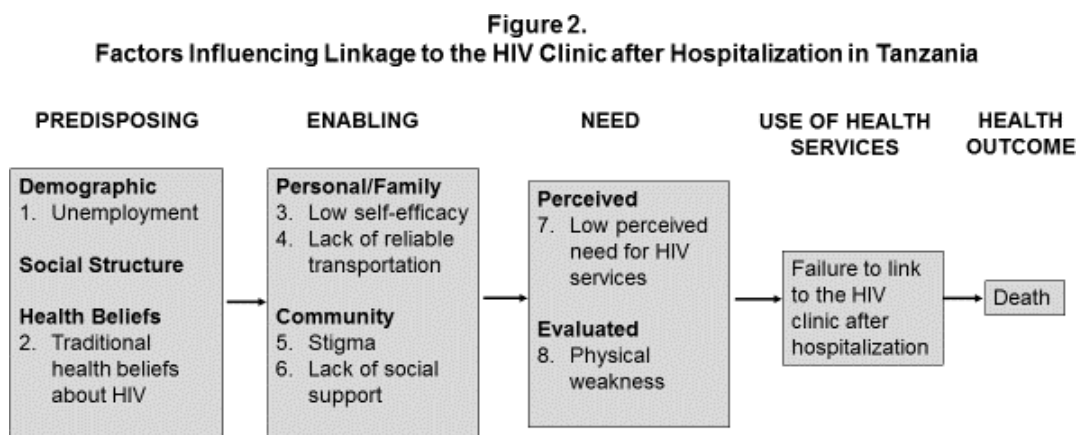 Figure 2.
Factors Influencing Linkage to the HIV Clinic after Hospitalization in Tanzania
PREDISPOSING
Demographic
1. Unemployment
Social Structure
Health Beliefs
2. Traditional
health beliefs
about HIV
ENABLING
Personal/Family
3. Low self-efficacy
4. Lack of reliable
transportation
Community
5. Stigma
6. Lack of social
support
NEED
Perceived
7. Low perceived
need for HIV
services
Evaluated
8. Physical
weakness
USE OF HEALTH
SERVICES
Failure to link
to the HIV
clinic after
hospitalization
HEALTH
OUTCOME
Death